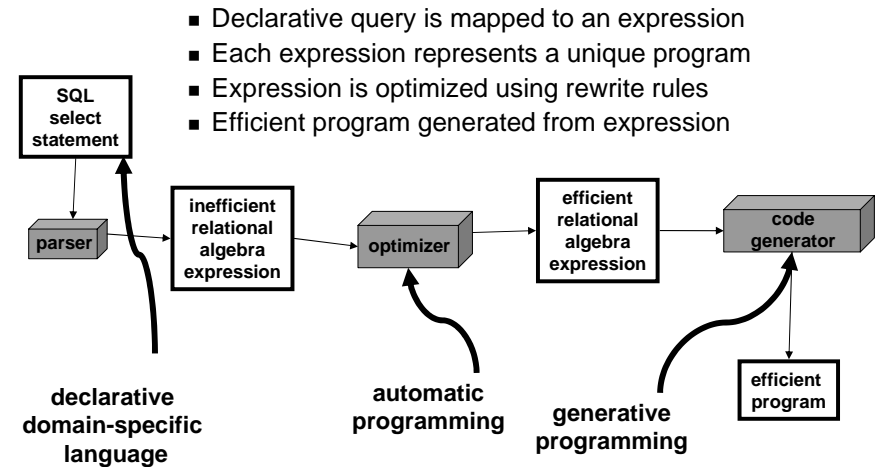 ■ Declarative query is mapped to an expression
■ Each expression represents a unique program
■ Expression is optimized using rewrite rules
■ Efficient program generated from expression
SQL
select
statement
parser
inefficient
relational
algebra
expression
optimizer
efficient
relational
algebra
expression
code
generator
efficient
program
declarative
domain-specific
language
automatic
programming
generative
programming